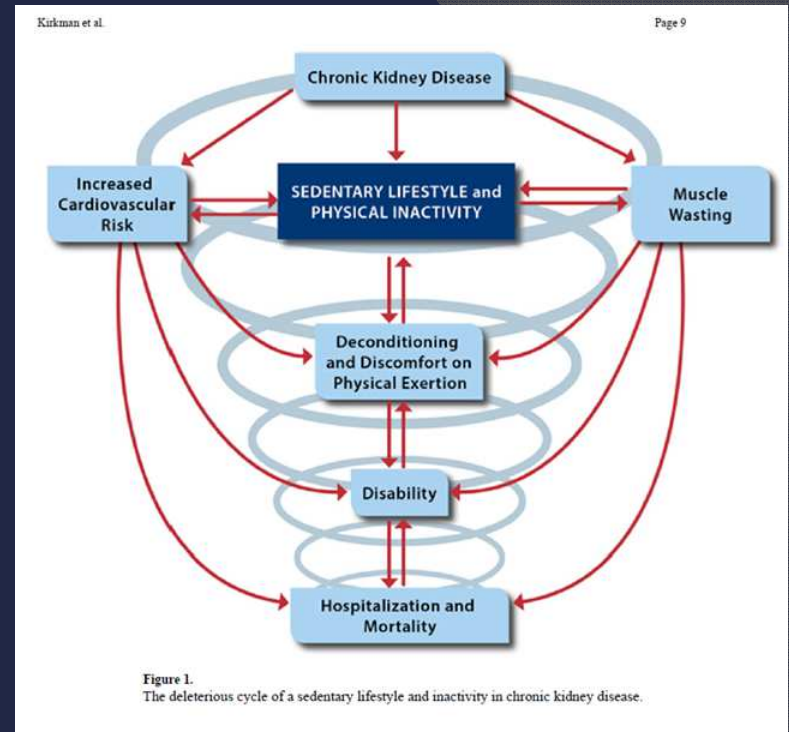 Kirkman et al.
Page 9
Chronic Kidney Disease
Increased
Cardiovascular
Risk
SEDENTARY LIFESTYLE and
PHYSICAL INACTIVITY
Muscle
Wasting
Deconditioning
and Discomfort on
Physical Exertion
Disability
Hospitalization and
Mortality
Figure 1.
The deleterious cycle of a sedentary lifestyle and inactivity in chronic kidney disease.